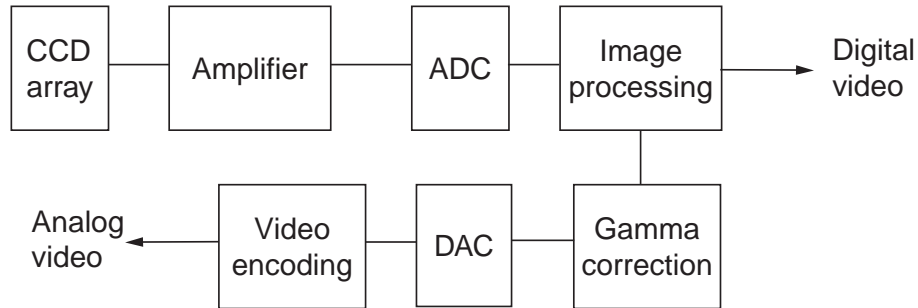 CCD
array
Amplifier
ADC
Image
processing
Digital
video
Analog
video
Video
encoding
DAC
Gamma
correction